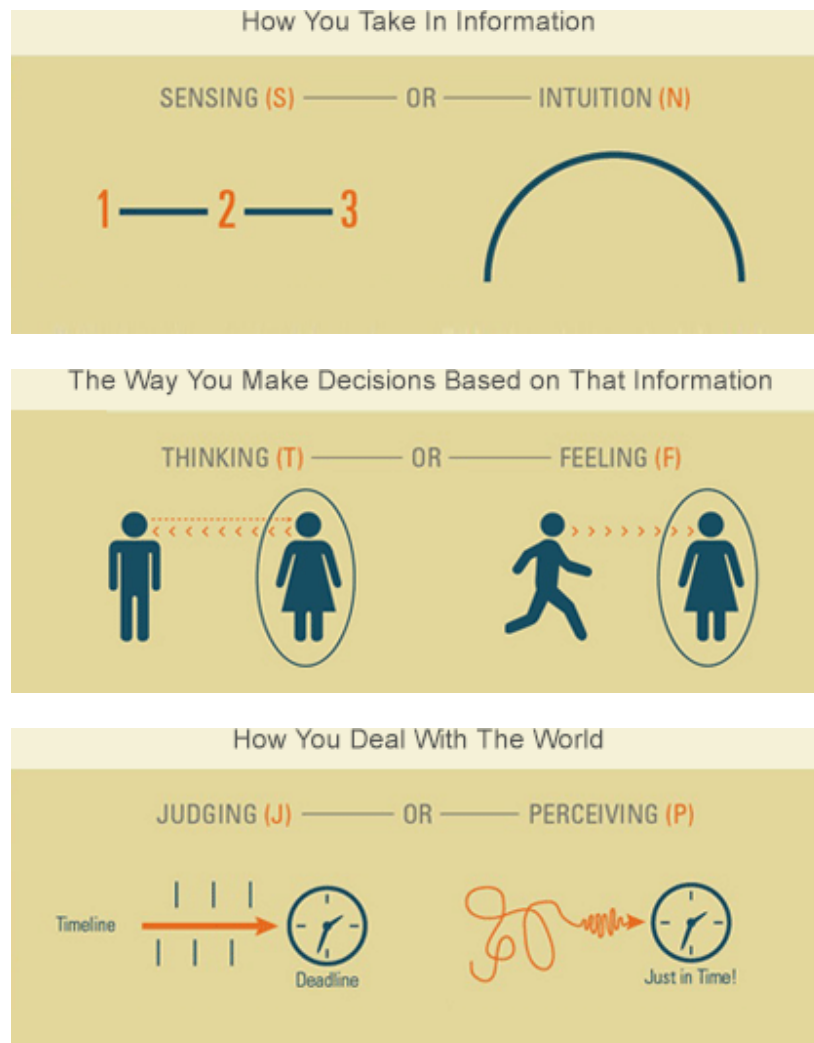 How You Take In Information
SENSING (S) OR INTUITION (N)
1 2 3
The Way You Make Decisions Based on That Information
THINKING (T) OR FEELING (F)
How You Deal With The World
JUDGING (J) OR PERCEIVING (P)
Timeline
Deadline
Just in Time!